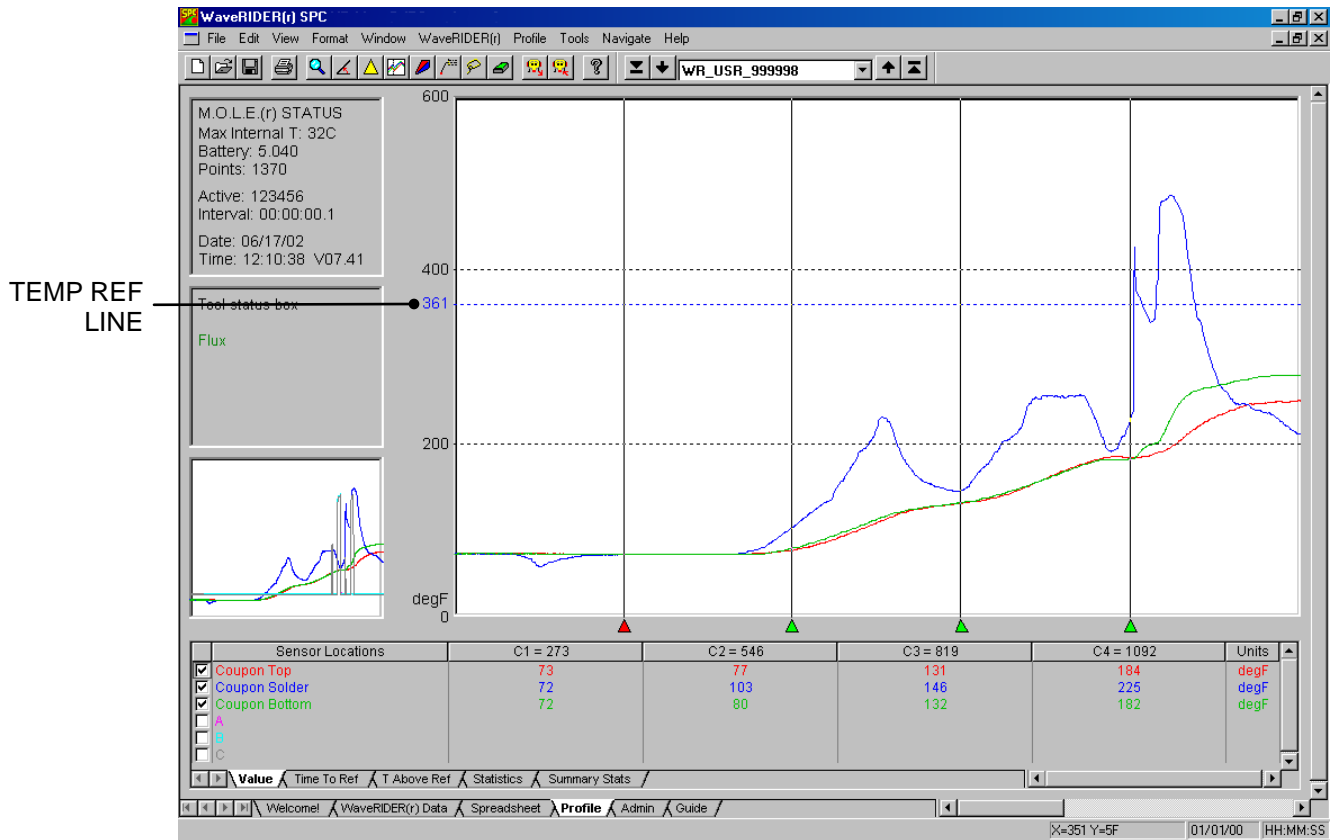 WaveRIDER(r) SPC
File Edit View Format Window WaveRIDER(r) Profile Tools Navigate Help
WR_USR_999998
M.O.L.E.(r) STATUS
Max Internal T: 32C
Battery: 5.040
Points: 1370
Active: 123456
Interval: 00:00:00.1
Date: 06/17/02
Time: 12:10:38 V07.41
TEMP REF
LINE
Tool status box
Flux
600
400
361
200
degF
0
Sensor Locations C1 = 273 C2 = 546 C3 = 819 C4 = 1092 Units
Coupon Top 73 77 131 184 degF
Coupon Solder 72 103 146 225 degF
Coupon Bottom 72 80 132 182 degF
A
B
C
Value Time To Ref T Above Ref Statistics Summary Stats
Welcome! WaveRIDER(r) Data Spreadsheet Profile Admin Guide
X=351 Y=5F 01/01/00 HH:MM:SS